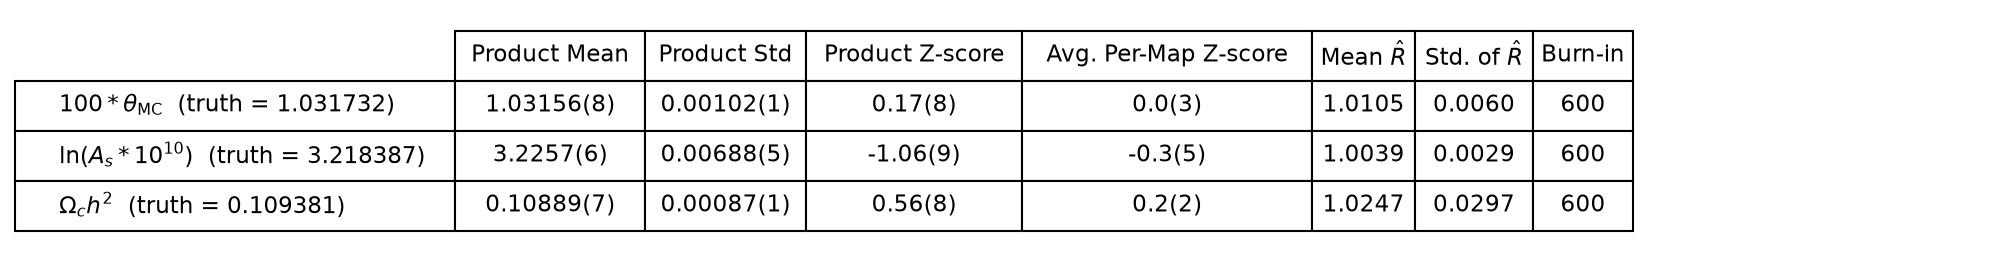 Product Mean Product Std Product Z-score Avg. Per-Map Z-score Mean R̂ Std. of R̂ Burn-in
100 * θ_MC (truth = 1.031732) 1.03156(8) 0.00102(1) 0.17(8) 0.0(3) 1.0105 0.0060 600
ln(A_s * 10^10) (truth = 3.218387) 3.2257(6) 0.00688(5) -1.06(9) -0.3(5) 1.0039 0.0029 600
Ω_c h² (truth = 0.109381) 0.10889(7) 0.00087(1) 0.56(8) 0.2(2) 1.0247 0.0297 600